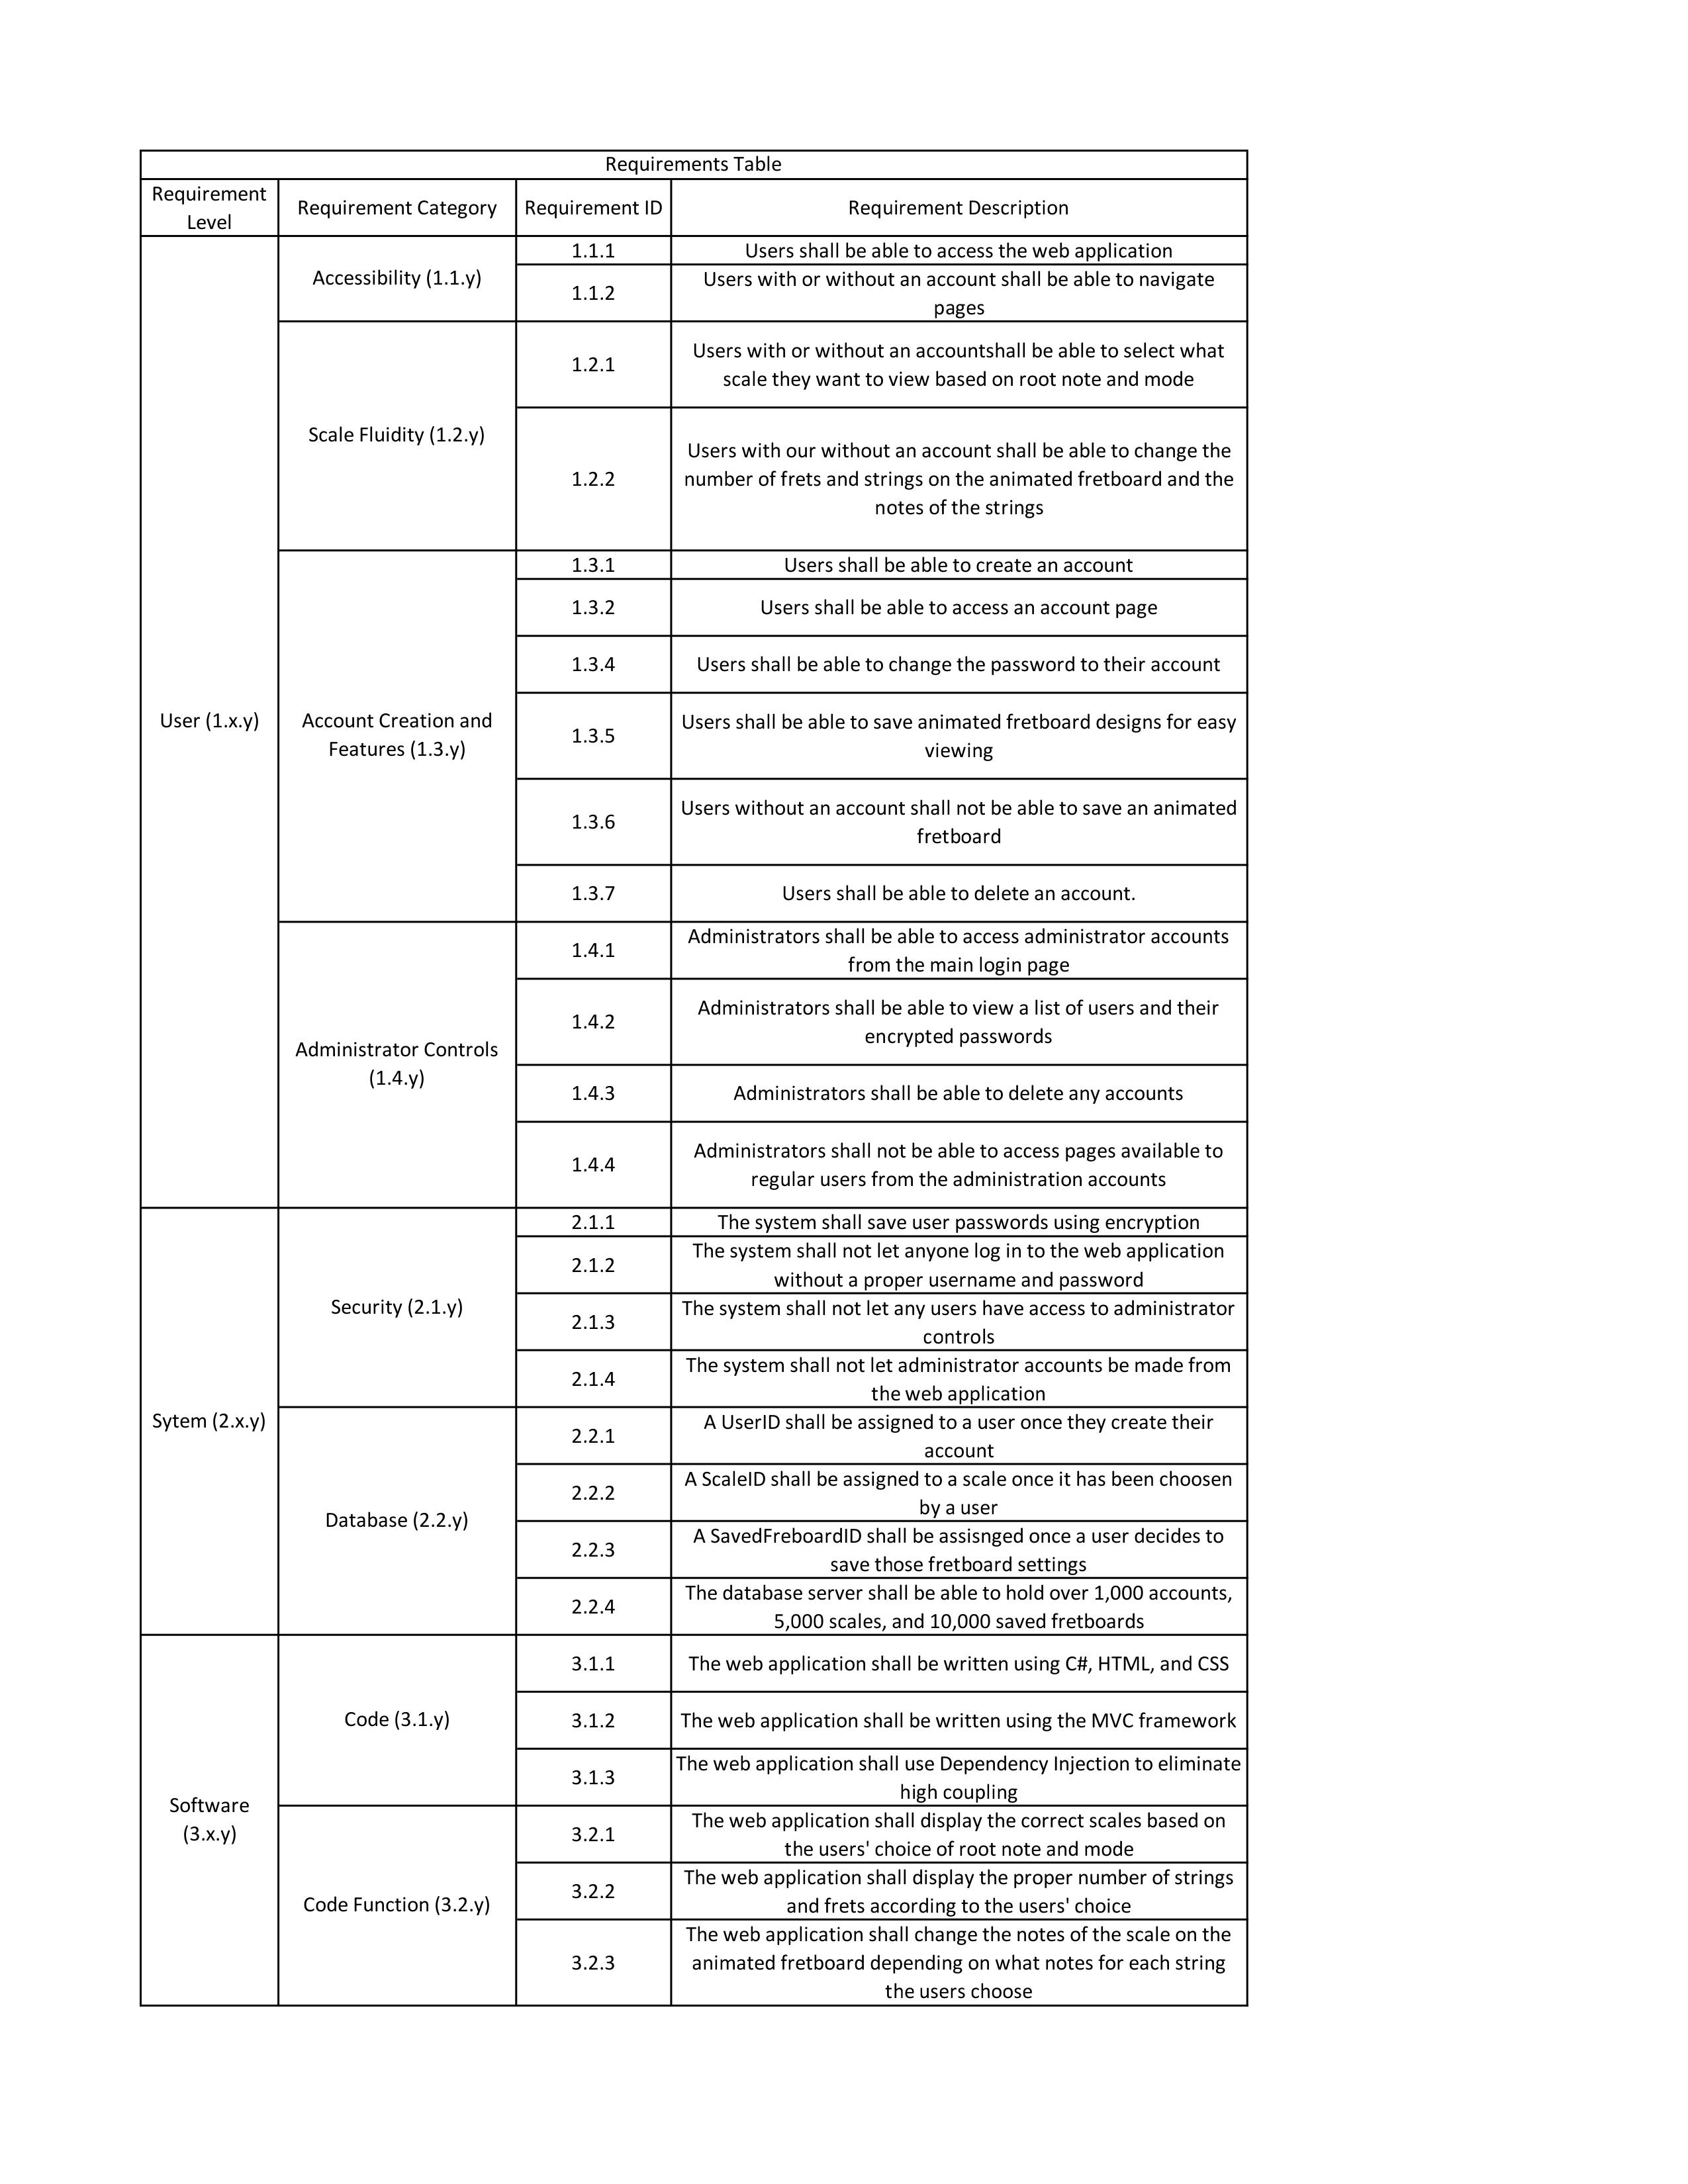 Requirements Table
Requirement
Level
Requirement Category
Requirement ID
Requirement Description
User (1.x.y)
Accessibility (1.1.y)
1.1.1
Users shall be able to access the web application
1.1.2
Users with or without an account shall be able to navigate
pages
Scale Fluidity (1.2.y)
1.2.1
Users with or without an accountshall be able to select what
scale they want to view based on root note and mode
1.2.2
Users with our without an account shall be able to change the
number of frets and strings on the animated fretboard and the
notes of the strings
Account Creation and
Features (1.3.y)
1.3.1
Users shall be able to create an account
1.3.2
Users shall be able to access an account page
1.3.4
Users shall be able to change the password to their account
1.3.5
Users shall be able to save animated fretboard designs for easy
viewing
1.3.6
Users without an account shall not be able to save an animated
fretboard
1.3.7
Users shall be able to delete an account.
Administrator Controls
(1.4.y)
1.4.1
Administrators shall be able to access administrator accounts
from the main login page
1.4.2
Administrators shall be able to view a list of users and their
encrypted passwords
1.4.3
Administrators shall be able to delete any accounts
1.4.4
Administrators shall not be able to access pages available to
regular users from the administration accounts
Sytem (2.x.y)
Security (2.1.y)
2.1.1
The system shall save user passwords using encryption
2.1.2
The system shall not let anyone log in to the web application
without a proper username and password
2.1.3
The system shall not let any users have access to administrator
controls
2.1.4
The system shall not let administrator accounts be made from
the web application
Database (2.2.y)
2.2.1
A UserID shall be assigned to a user once they create their
account
2.2.2
A ScaleID shall be assigned to a scale once it has been choosen
by a user
2.2.3
A SavedFreboardID shall be assisnged once a user decides to
save those fretboard settings
2.2.4
The database server shall be able to hold over 1,000 accounts,
5,000 scales, and 10,000 saved fretboards
Software
(3.x.y)
Code (3.1.y)
3.1.1
The web application shall be written using C#, HTML, and CSS
3.1.2
The web application shall be written using the MVC framework
3.1.3
The web application shall use Dependency Injection to eliminate
high coupling
Code Function (3.2.y)
3.2.1
The web application shall display the correct scales based on
the users' choice of root note and mode
3.2.2
The web application shall display the proper number of strings
and frets according to the users' choice
3.2.3
The web application shall change the notes of the scale on the
animated fretboard depending on what notes for each string
the users choose